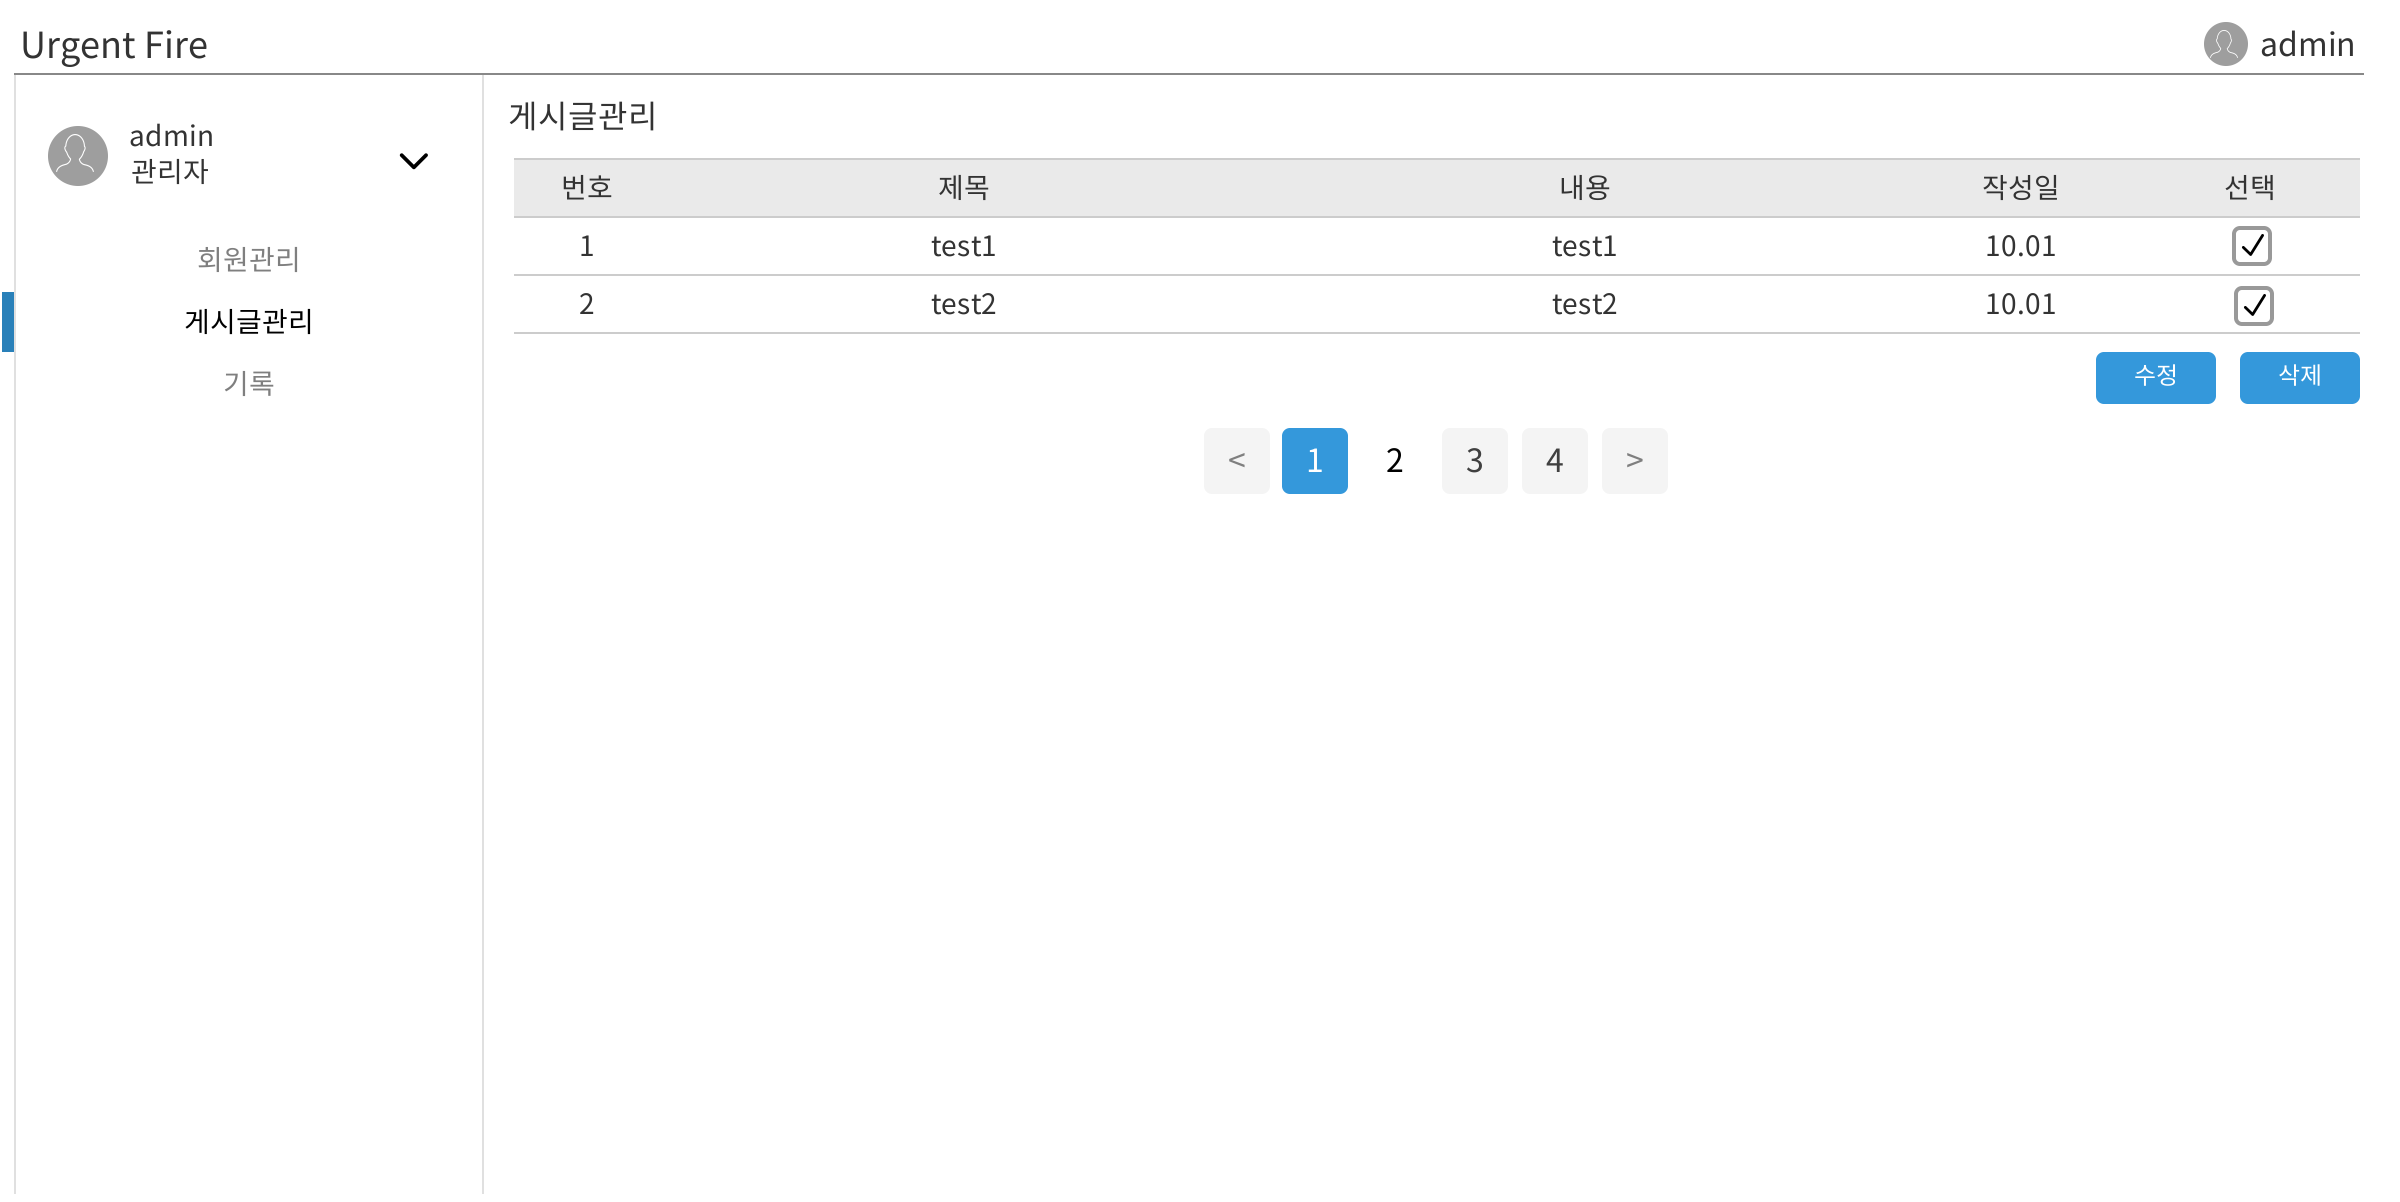 Urgent Fire
admin
admin
관리자
회원관리
게시글관리
기록
게시글관리
번호 제목 내용 작성일 선택
1 test1 test1 10.01
2 test2 test2 10.01
수정 삭제
< 1 2 3 4 >